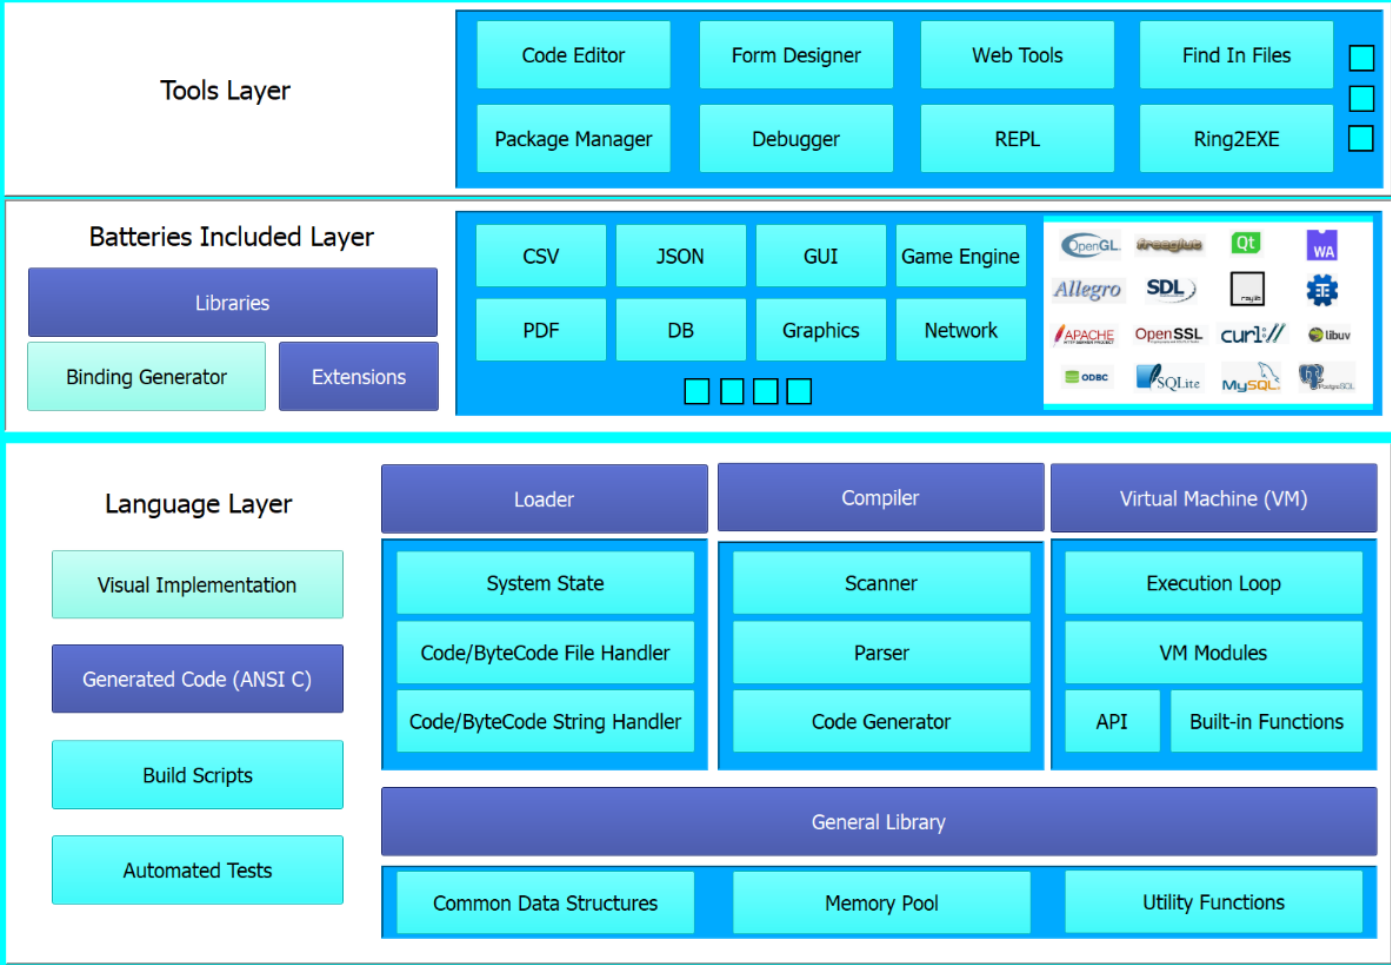 Tools Layer
Code Editor
Form Designer
Web Tools
Find In Files
Package Manager
Debugger
REPL
Ring2EXE
Batteries Included Layer
Libraries
Binding Generator
Extensions
CSV
JSON
GUI
Game Engine
PDF
DB
Graphics
Network
OpenGL
freeglut
Qt
WA
Allegro
SDL
raylib
APACHE
OpenSSL
curl://
libuv
ODBC
SQLite
MySQL
PostgreSQL
Language Layer
Visual Implementation
Generated Code (ANSI C)
Build Scripts
Automated Tests
Loader
Compiler
Virtual Machine (VM)
System State
Scanner
Execution Loop
Code/ByteCode File Handler
Parser
VM Modules
Code/ByteCode String Handler
Code Generator
API
Built-in Functions
General Library
Common Data Structures
Memory Pool
Utility Functions